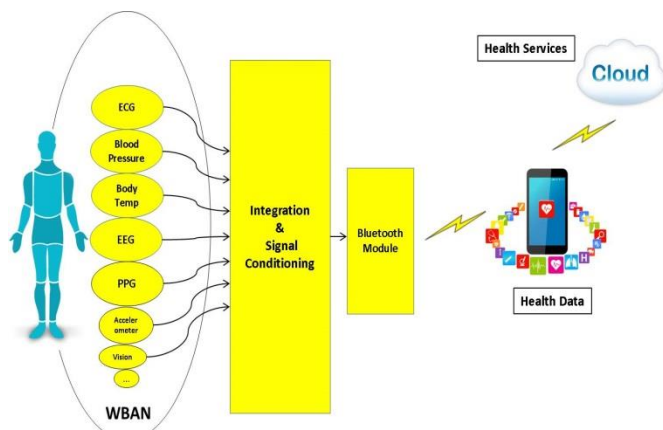 Health Services
Cloud
ECG
Blood
Pressure
Body
Temp
EEG
PPG
Acceler
ometer
Vision
...
WBAN
Integration
&
Signal
Conditioning
Bluetooth
Module
Health Data
H